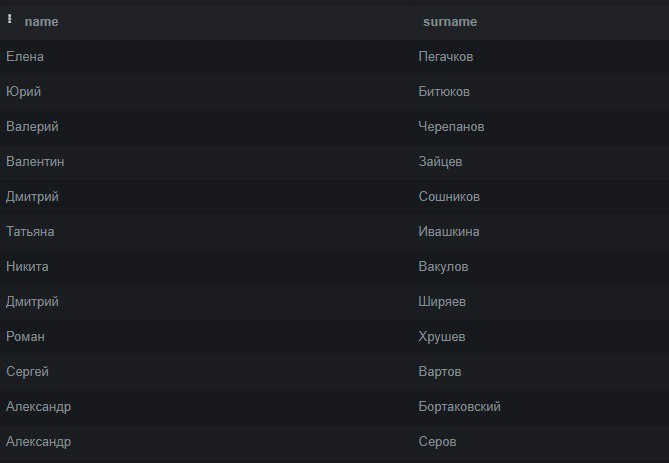 name surname
Елена Пегачков
Юрий Битюков
Валерий Черепанов
Валентин Зайцев
Дмитрий Сошников
Татьяна Ивашкина
Никита Вакулов
Дмитрий Ширяев
Роман Хрушев
Сергей Вартов
Александр Бортаковский
Александр Серов